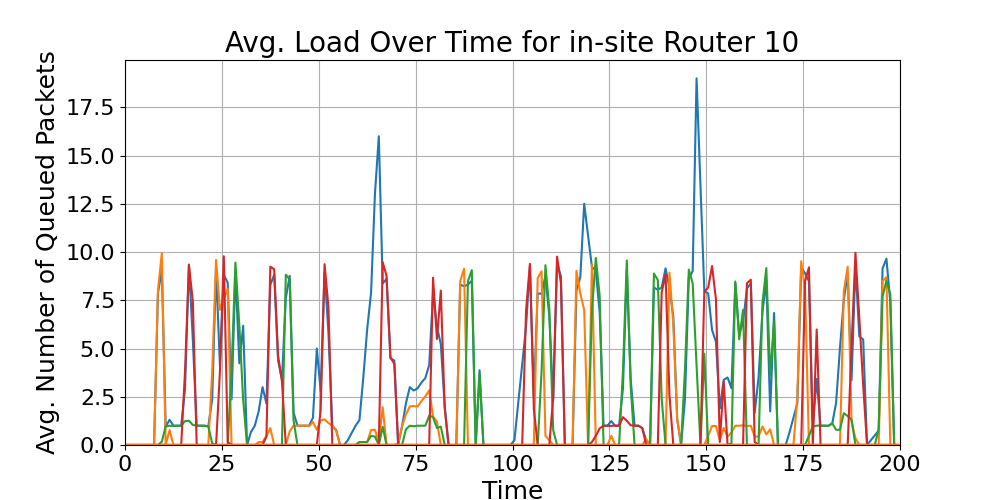 Avg. Load Over Time for in-site Router 10
Avg. Number of Queued Packets
17.5
15.0
12.5
10.0
7.5
5.0
2.5
0.0
0 25 50 75 100 125 150 175 200
Time